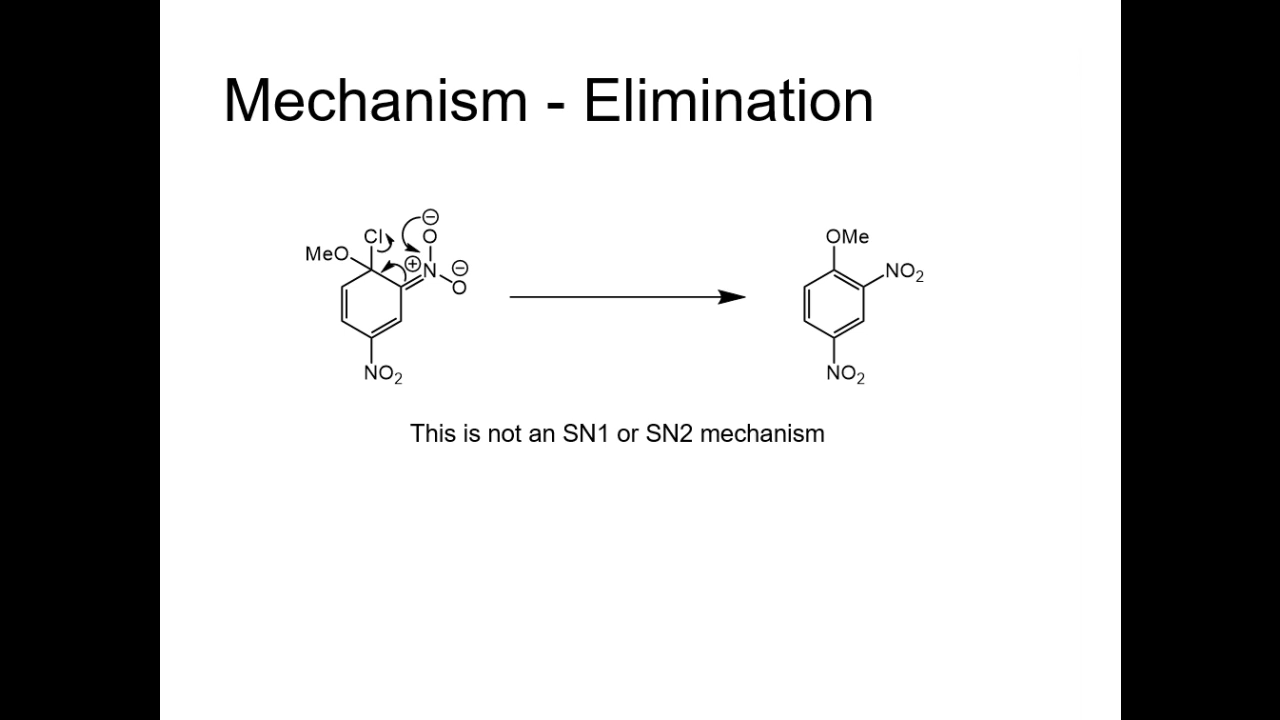 Mechanism - Elimination
⊖
Cl O OMe
MeO ⊕ N ⊖ NO₂
O
NO₂ NO₂
This is not an SN1 or SN2 mechanism